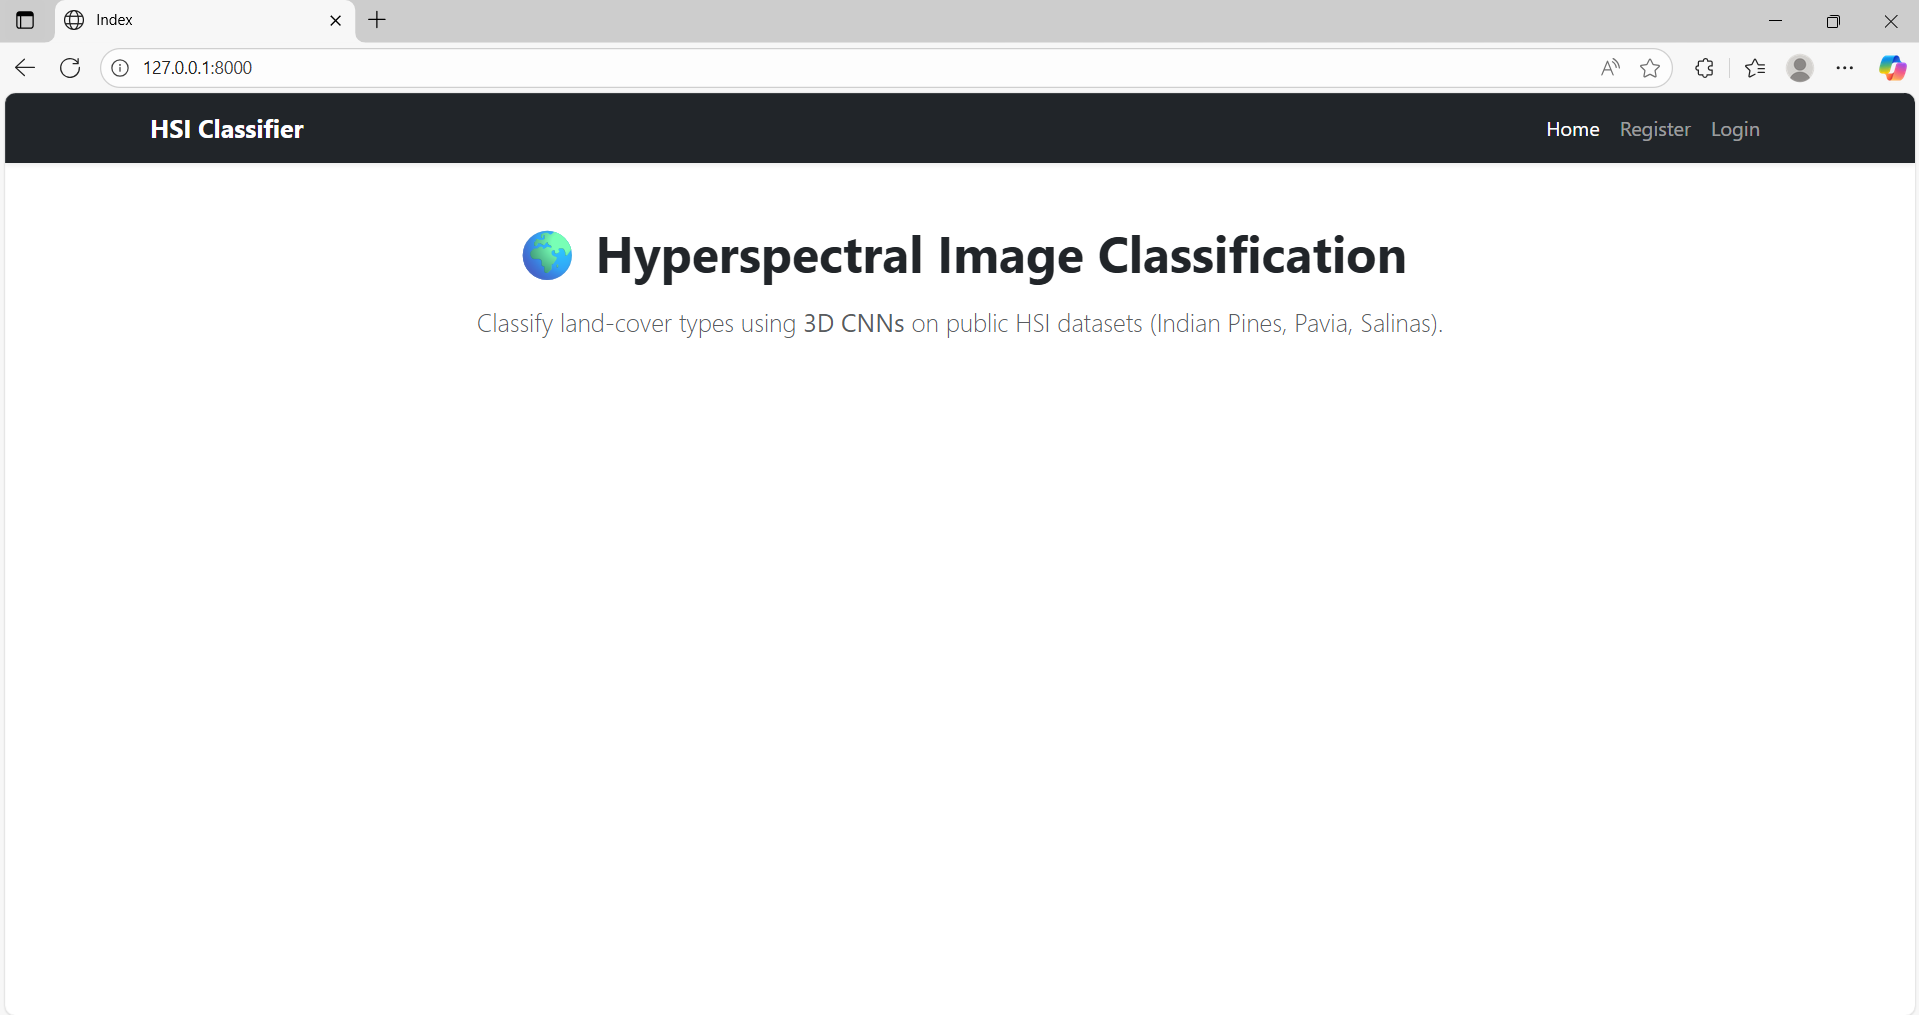 Index
127.0.0.1:8000
HSI Classifier
Home Register Login
🌍 Hyperspectral Image Classification
Classify land-cover types using 3D CNNs on public HSI datasets (Indian Pines, Pavia, Salinas).